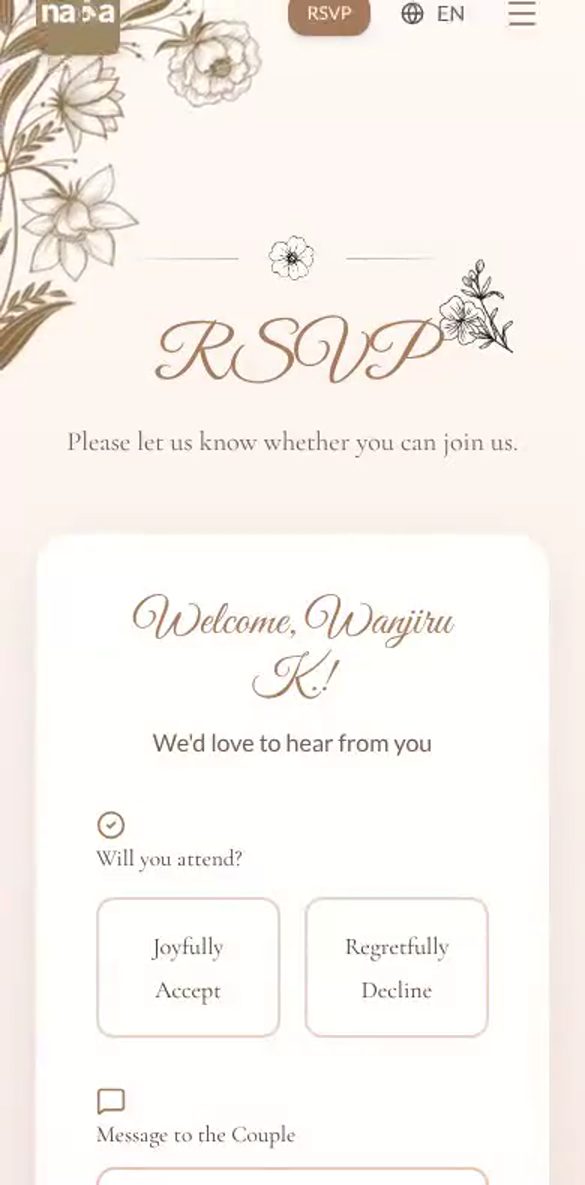 RSVP
EN
RSVP
Please let us know whether you can join us.
Welcome, Wanjiru
K.!
We'd love to hear from you
Will you attend?
Joyfully
Accept
Regretfully
Decline
Message to the Couple